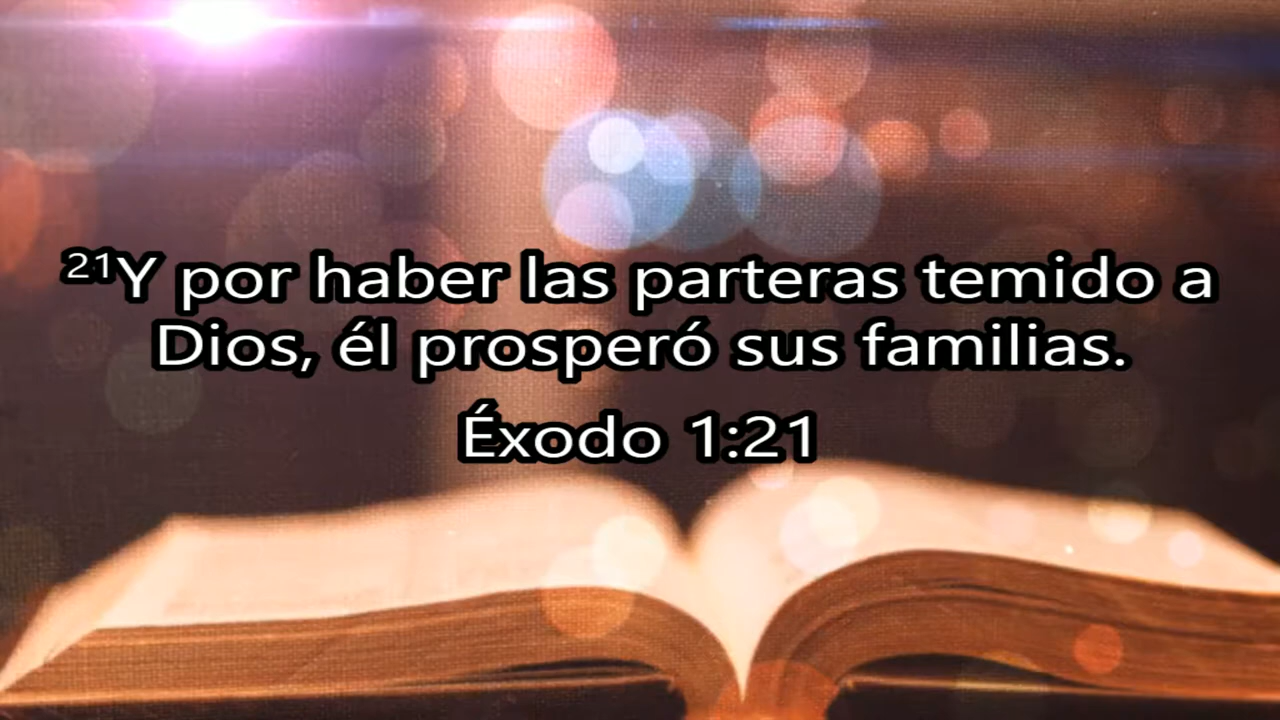 ²¹Y por haber las parteras temido a
Dios, él prosperó sus familias.
Éxodo 1:21